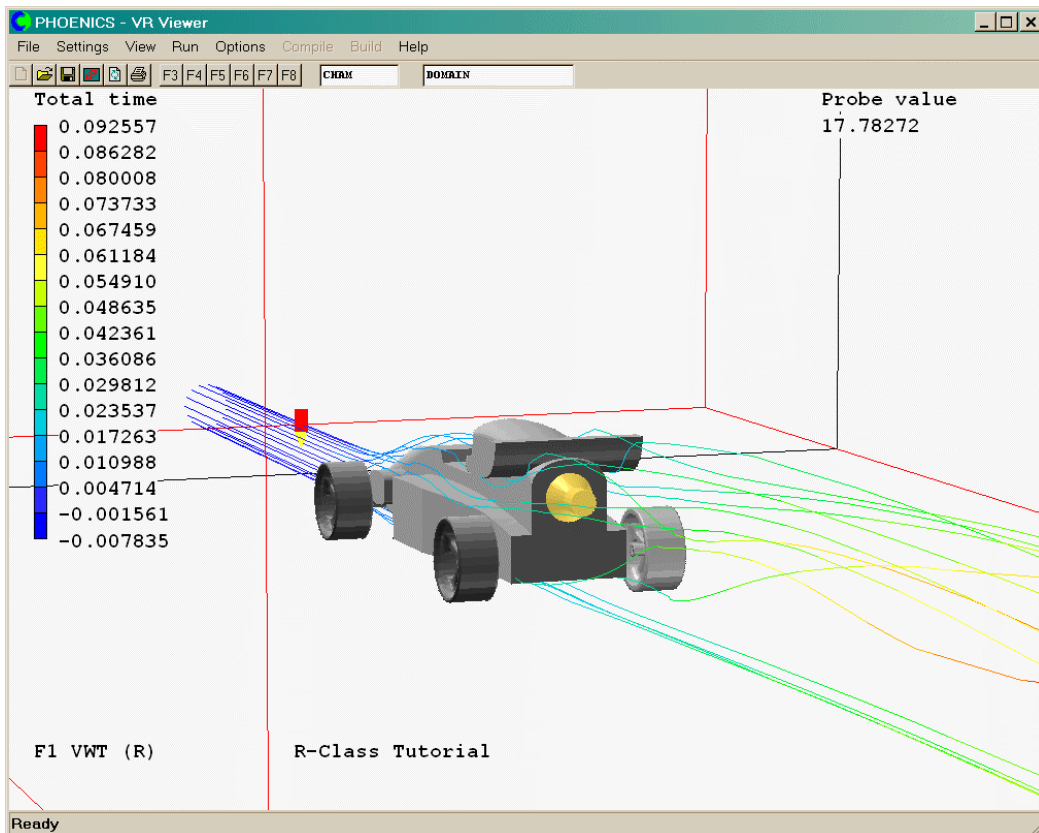 PHOENICS - VR Viewer
File Settings View Run Options Compile Build Help
F3 F4 F5 F6 F7 F8 CHAM DOMAIN
Total time
0.092557
0.086282
0.080008
0.073733
0.067459
0.061184
0.054910
0.048635
0.042361
0.036086
0.029812
0.023537
0.017263
0.010988
0.004714
-0.001561
-0.007835
Probe value
17.78272
F1 VWT (R) R-Class Tutorial
Ready